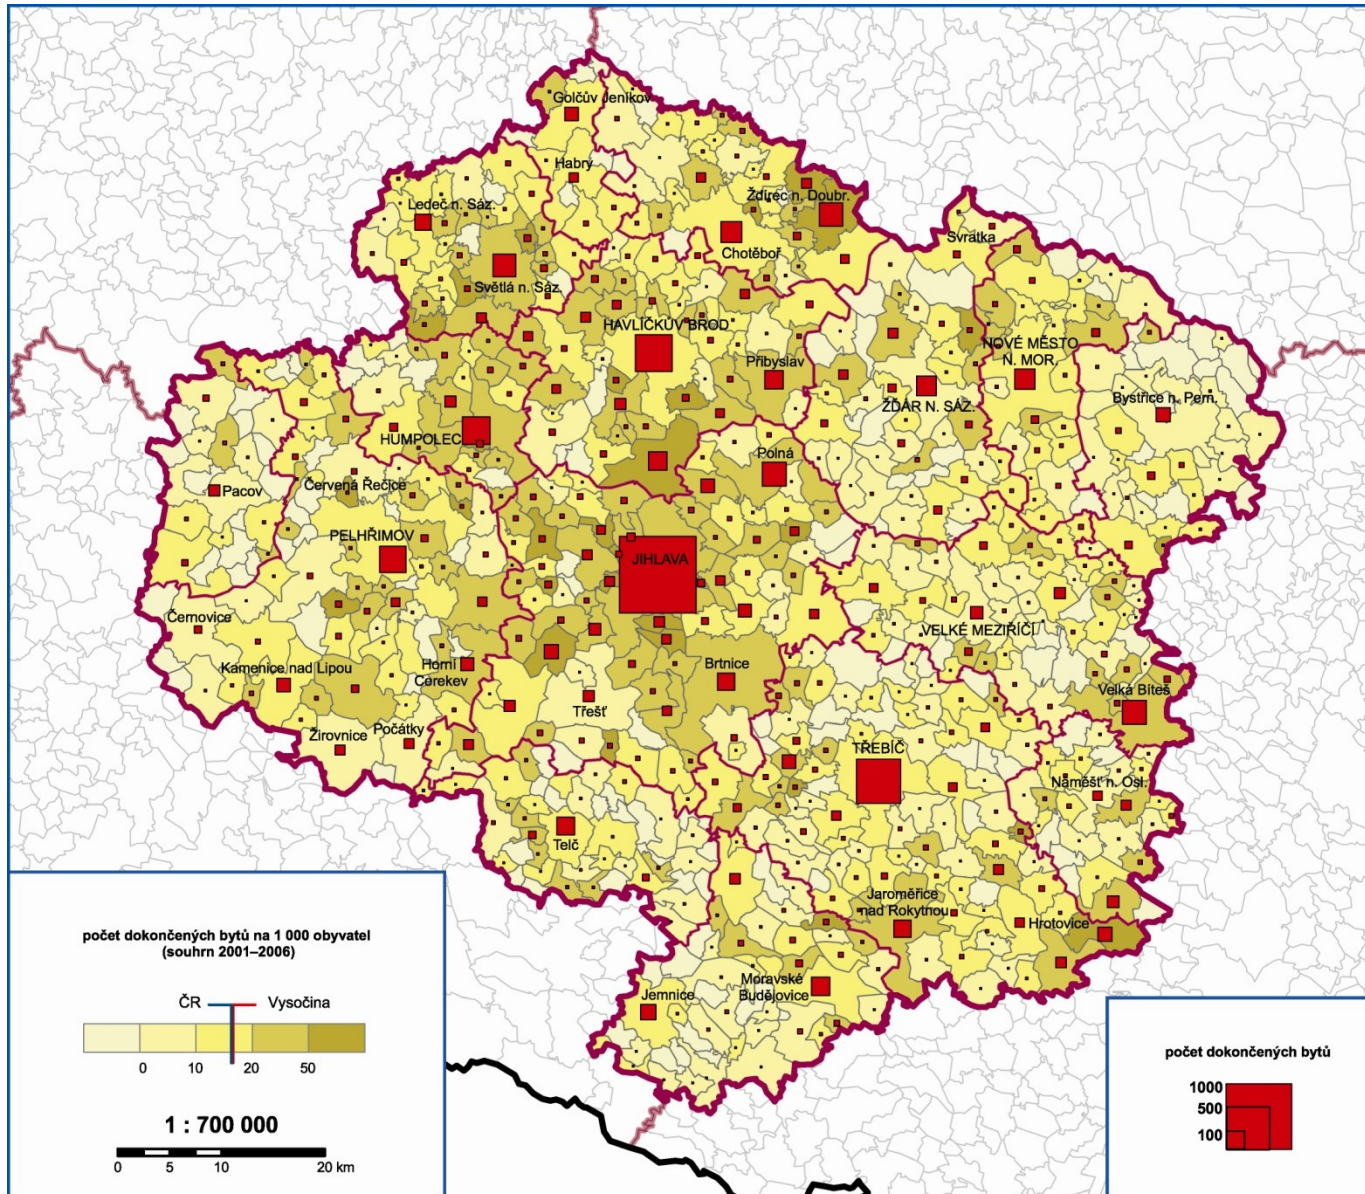 Golčův Jeníkov
Habry
Ledeč n. Sáz.
Ždírec n. Doubr.
Svratka
Chotěboř
Světlá n. Sáz.
HAVLÍČKŮV BROD
NOVÉ MĚSTO
N. MOR.
Přibyslav
ŽĎÁR N. SÁZ.
Bystřice n. Pern.
HUMPOLEC
Polná
Červená Řečice
Pacov
PELHŘIMOV
JIHLAVA
Černovice
VELKÉ MEZIŘÍČÍ
Kamenice nad Lipou
Horní
Cerekev
Brtnice
Velká Bíteš
Třešť
Počátky
Žirovnice
TŘEBÍČ
Náměšť n. Osl.
Telč
Jaroměřice
nad Rokytnou
Hrotovice
Moravské
Budějovice
Jemnice
počet dokončených bytů na 1 000 obyvatel
(souhrn 2001–2006)
ČR Vysočina
0 10 20 50
1 : 700 000
0 5 10 20 km
počet dokončených bytů
1000
500
100